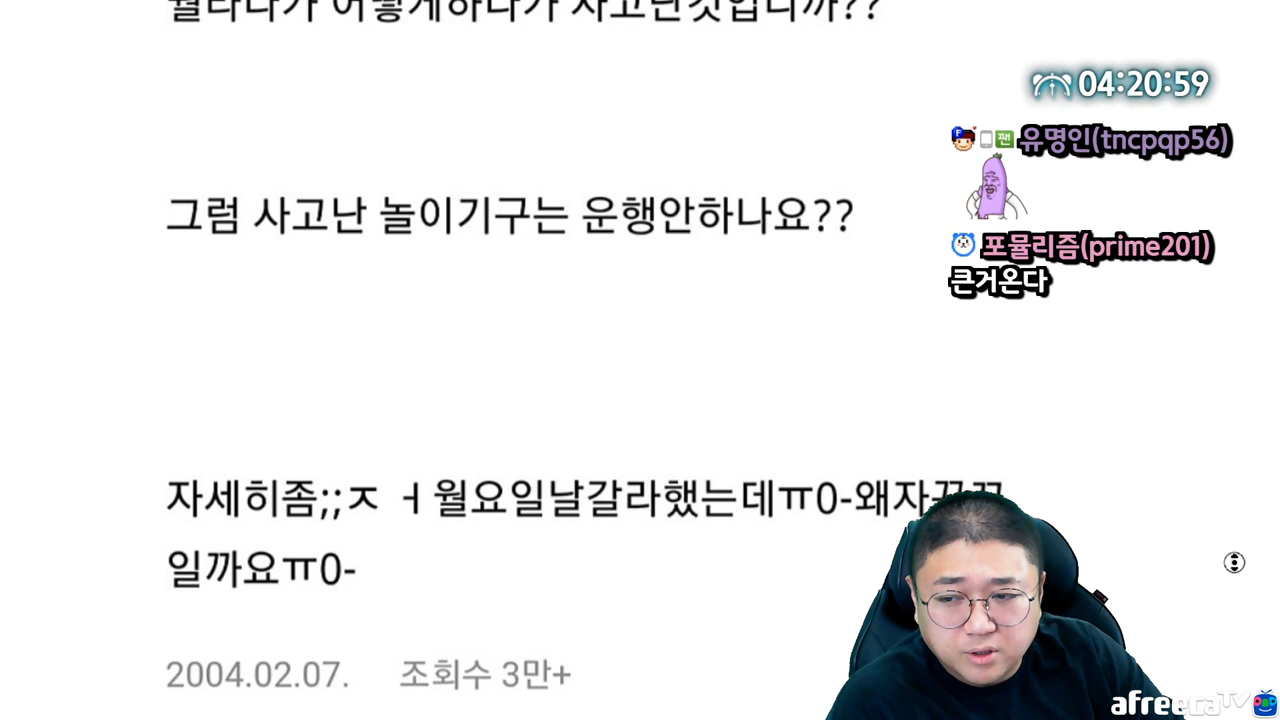 그럼 사고난 놀이기구는 운행안하나요??
자세히좀;;ㅈ ㅓ월요일날갈라했는데ㅠ0-왜자꾸
일까요ㅠ0-
2004.02.07. 조회수 3만+
04:20:59
팬 유명인(tncpqp56)
포뮬리즘(prime201)
큰거온다
afreecaTV